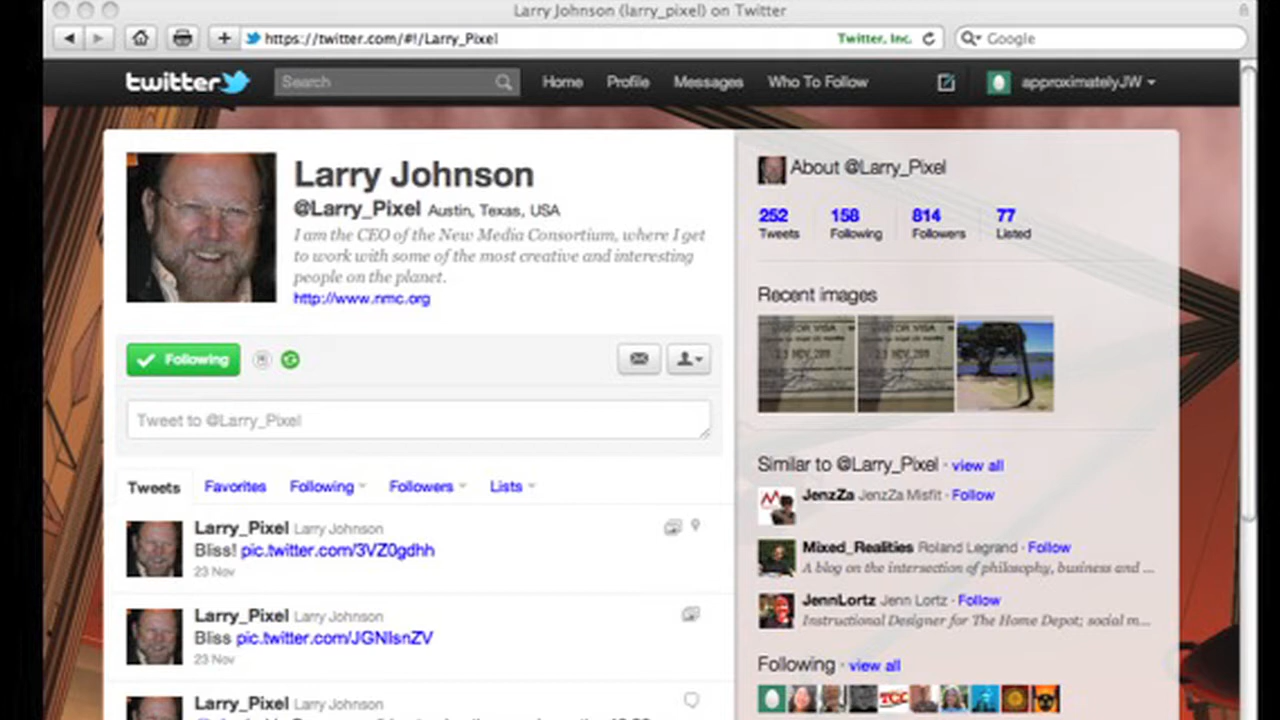 Larry Johnson (larry_pixel) on Twitter
https://twitter.com/#!/Larry_Pixel
Twitter, Inc.
Google
twitter
Search
Home
Profile
Messages
Who To Follow
approximatelyJW
Larry Johnson
@Larry_Pixel Austin, Texas, USA
I am the CEO of the New Media Consortium, where I get
to work with some of the most creative and interesting
people on the planet.
http://www.nmc.org
Following
Tweet to @Larry_Pixel
Tweets
Favorites
Following
Followers
Lists
Larry_Pixel Larry Johnson
Bliss! pic.twitter.com/3VZ0gdhh
23 Nov
Larry_Pixel Larry Johnson
Bliss pic.twitter.com/JGNlsnZV
23 Nov
Larry_Pixel Larry Johnson
About @Larry_Pixel
252 158 814 77
Tweets Following Followers Listed
Recent images
VISITOR VISA
23 NOV 2011
Similar to @Larry_Pixel · view all
JenzZa JenzZa Misfit · Follow
Mixed_Realities Roland Legrand · Follow
A blog on the intersection of philosophy, business and ...
JennLortz Jenn Lortz · Follow
Instructional Designer for The Home Depot; social m...
Following · view all
TCC